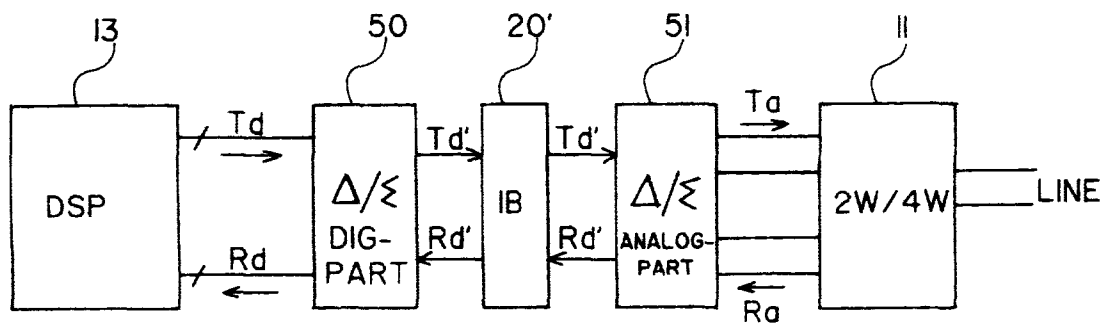 13 50 20' 51 11
Td Td' Td' Ta
DSP Δ/Σ DIG-PART IB Δ/Σ ANALOG-PART 2W/4W LINE
Rd Rd' Rd' Ra